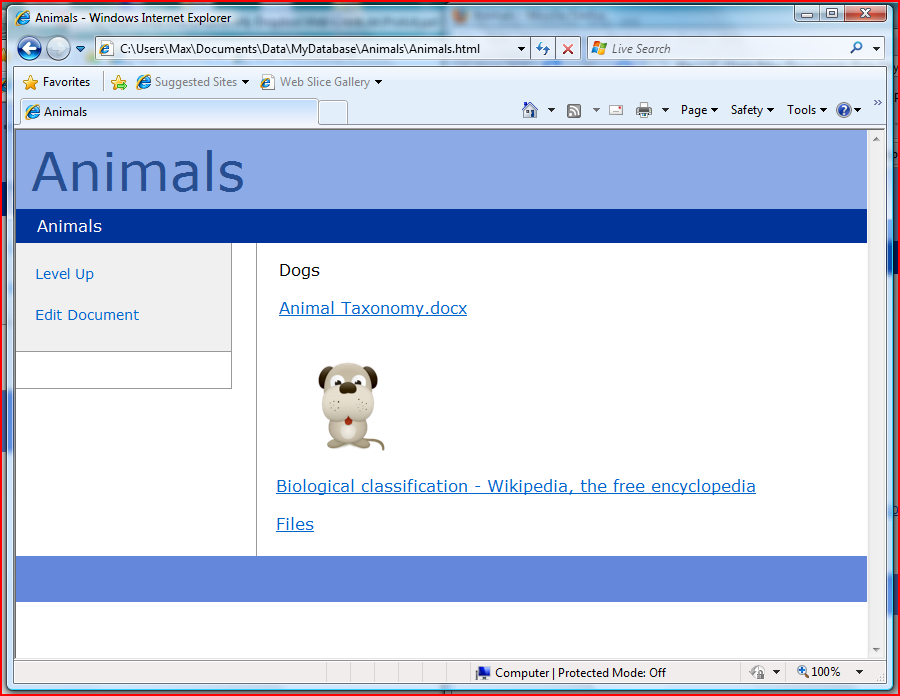 Animals - Windows Internet Explorer
C:\Users\Max\Documents\Data\MyDatabase\Animals\Animals.html
Live Search
Favorites
Suggested Sites
Web Slice Gallery
Animals
Page
Safety
Tools
»
Animals
Animals
Level Up
Edit Document
Dogs
Animal Taxonomy.docx
Biological classification - Wikipedia, the free encyclopedia
Files
Computer | Protected Mode: Off
100%